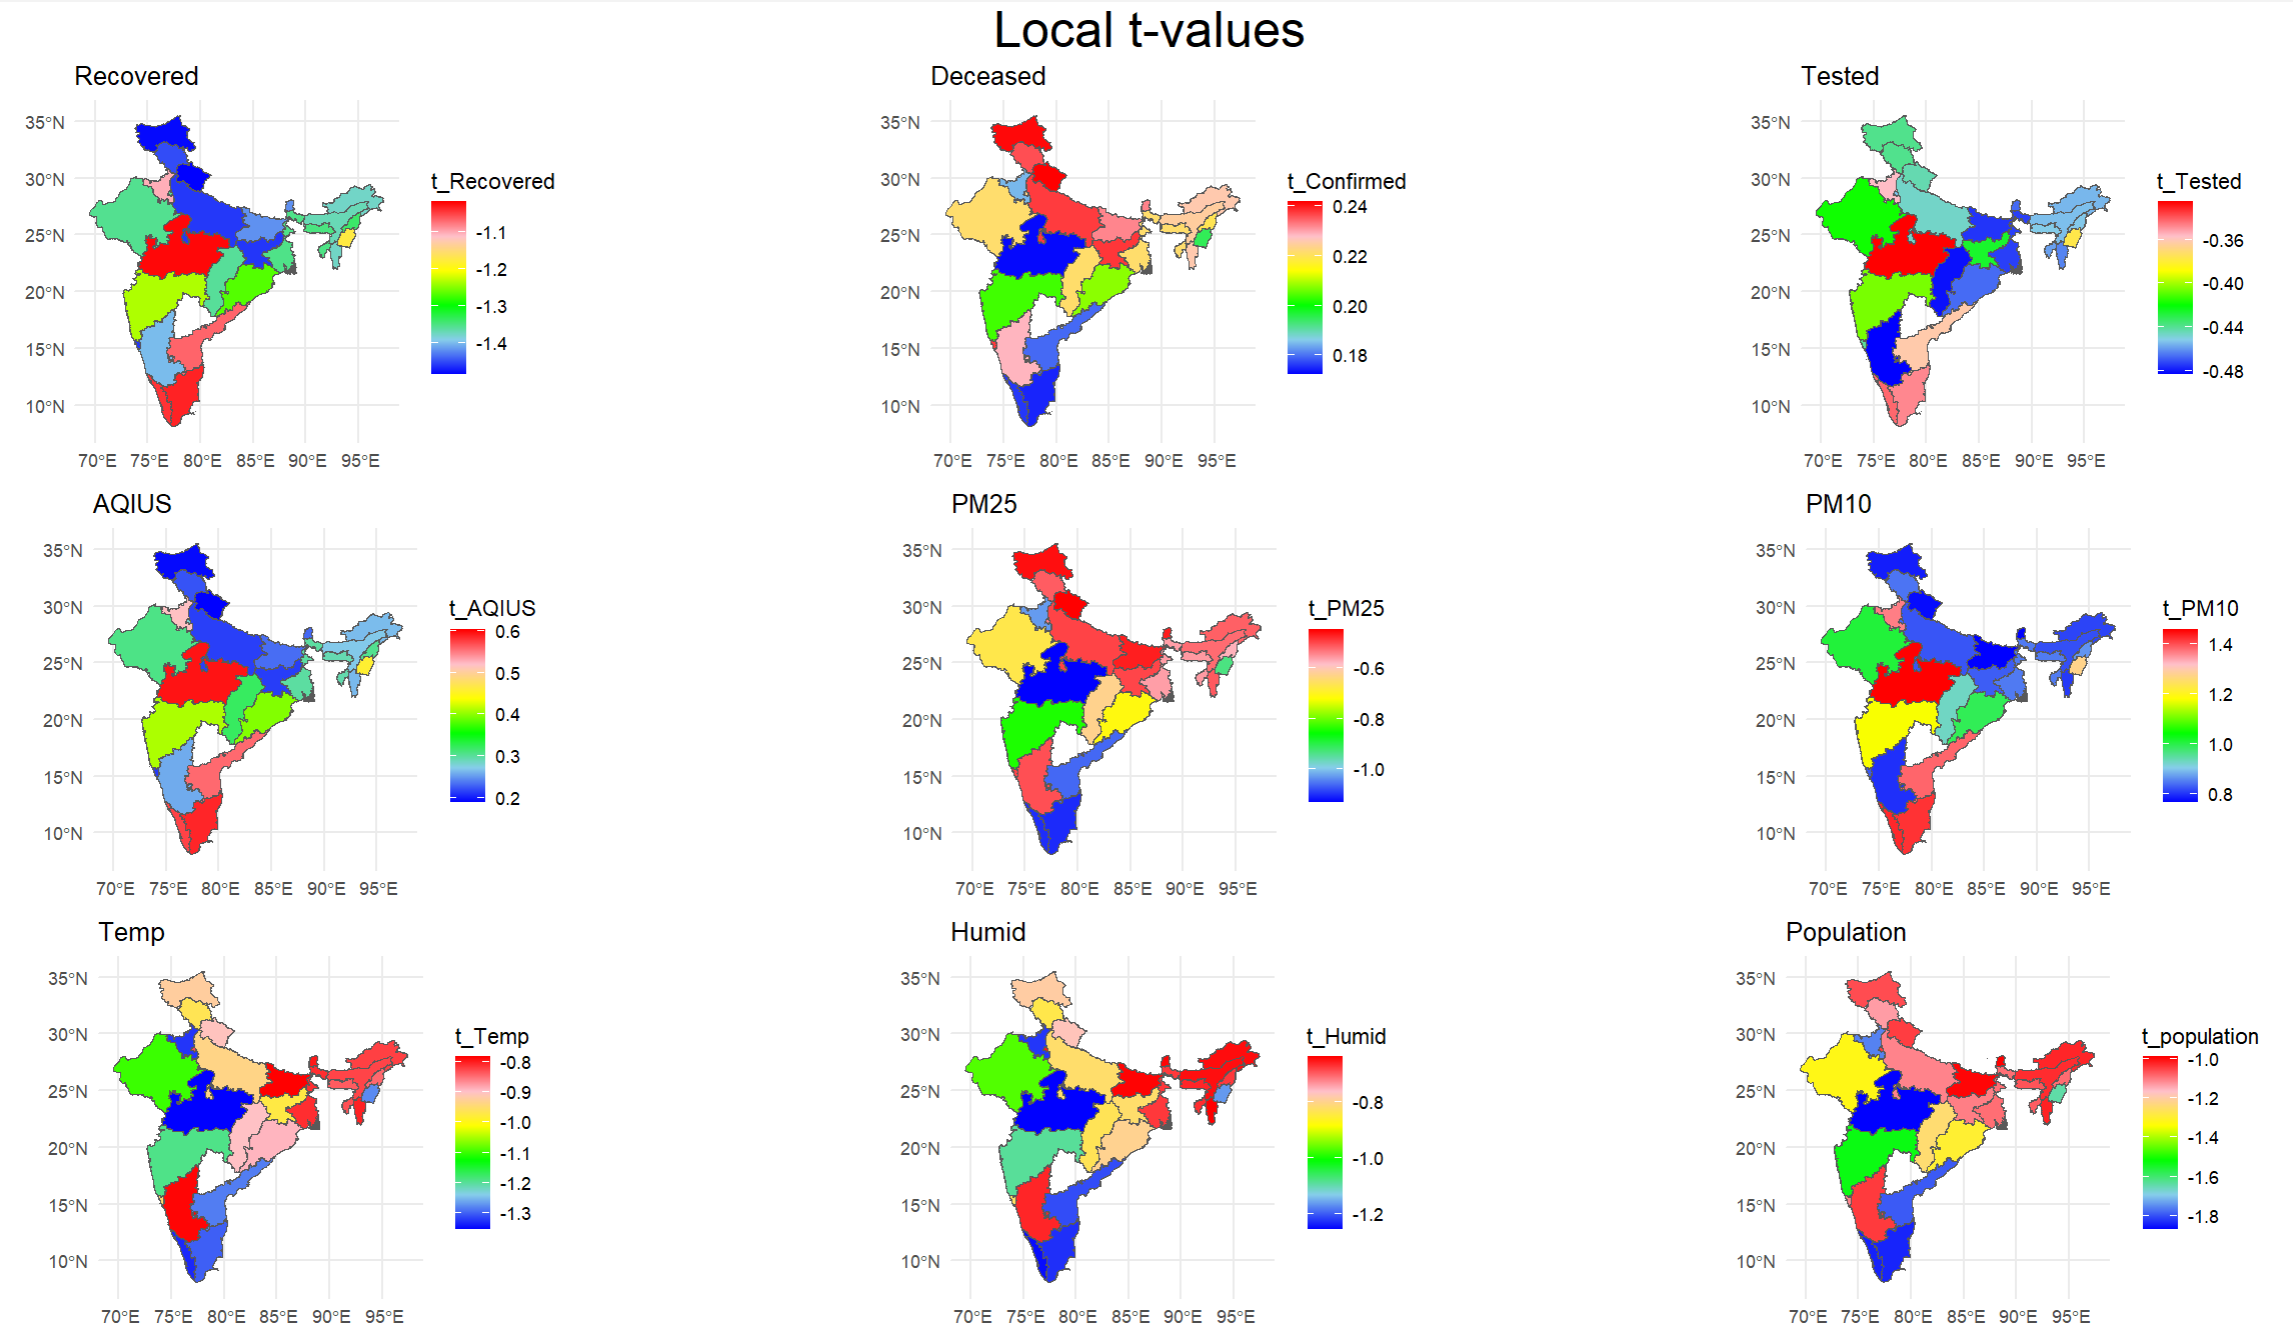 Local t-values
Recovered
35°N
30°N
25°N
20°N
15°N
10°N
70°E 75°E 80°E 85°E 90°E 95°E
t_Recovered
-1.1
-1.2
-1.3
-1.4
Deceased
35°N
30°N
25°N
20°N
15°N
10°N
70°E 75°E 80°E 85°E 90°E 95°E
t_Confirmed
0.24
0.22
0.20
0.18
Tested
35°N
30°N
25°N
20°N
15°N
10°N
70°E 75°E 80°E 85°E 90°E 95°E
t_Tested
-0.36
-0.40
-0.44
-0.48
AQIUS
35°N
30°N
25°N
20°N
15°N
10°N
70°E 75°E 80°E 85°E 90°E 95°E
t_AQIUS
0.6
0.5
0.4
0.3
0.2
PM25
35°N
30°N
25°N
20°N
15°N
10°N
70°E 75°E 80°E 85°E 90°E 95°E
t_PM25
-0.6
-0.8
-1.0
PM10
35°N
30°N
25°N
20°N
15°N
10°N
70°E 75°E 80°E 85°E 90°E 95°E
t_PM10
1.4
1.2
1.0
0.8
Temp
35°N
30°N
25°N
20°N
15°N
10°N
70°E 75°E 80°E 85°E 90°E 95°E
t_Temp
-0.8
-0.9
-1.0
-1.1
-1.2
-1.3
Humid
35°N
30°N
25°N
20°N
15°N
10°N
70°E 75°E 80°E 85°E 90°E 95°E
t_Humid
-0.8
-1.0
-1.2
Population
35°N
30°N
25°N
20°N
15°N
10°N
70°E 75°E 80°E 85°E 90°E 95°E
t_population
-1.0
-1.2
-1.4
-1.6
-1.8